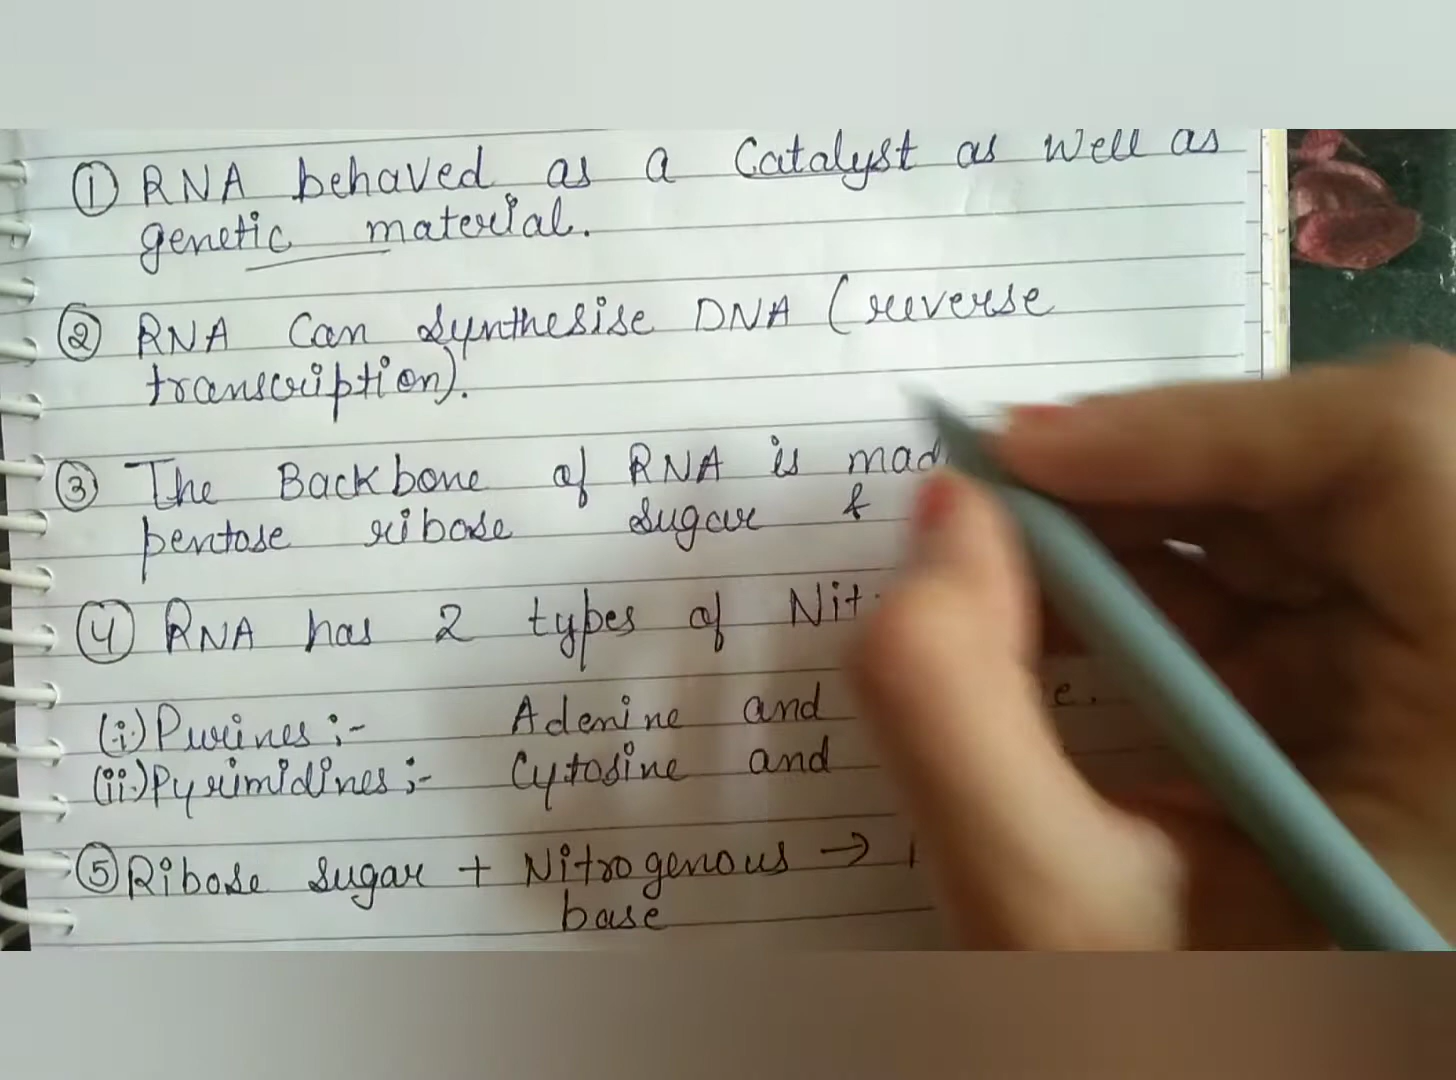 ① RNA behaved as a Catalyst as well as
genetic material.
② RNA Can synthesise DNA (reverse
transcription).
③ The Backbone of RNA is
pentose ribose sugar &
④ RNA has 2 types of
(i) Purines :- Adenine and
(ii) Pyrimidines :- Cytosine and
⑤ Ribose sugar + Nitrogenous →
base